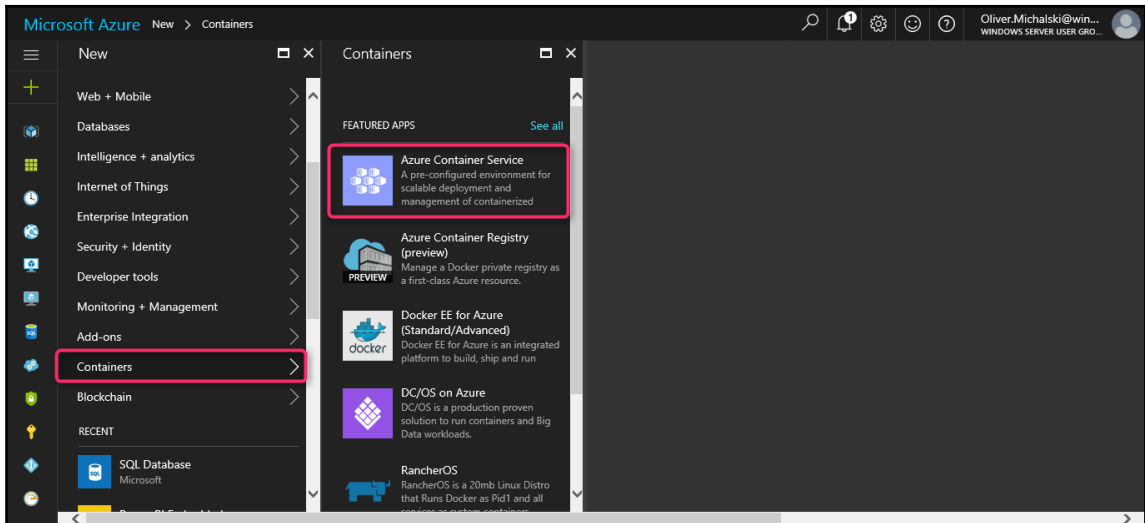 Microsoft Azure New > Containers
Oliver.Michalski@win...
WINDOWS SERVER USER GRO...
New
Containers
Web + Mobile
Databases
Intelligence + analytics
Internet of Things
Enterprise Integration
Security + Identity
Developer tools
Monitoring + Management
Add-ons
Containers
Blockchain
RECENT
SQL
SQL Database
Microsoft
FEATURED APPS See all
Azure Container Service
A pre-configured environment for
scalable deployment and
management of containerized
Azure Container Registry
(preview)
PREVIEW
Manage a Docker private registry as
a first-class Azure resource.
Docker EE for Azure
(Standard/Advanced)
docker
Docker EE for Azure is an integrated
platform to build, ship and run
DC/OS on Azure
DC/OS is a production proven
solution to run containers and Big
Data workloads.
RancherOS
RancherOS is a 20mb Linux Distro
that Runs Docker as Pid1 and all
services as system containers